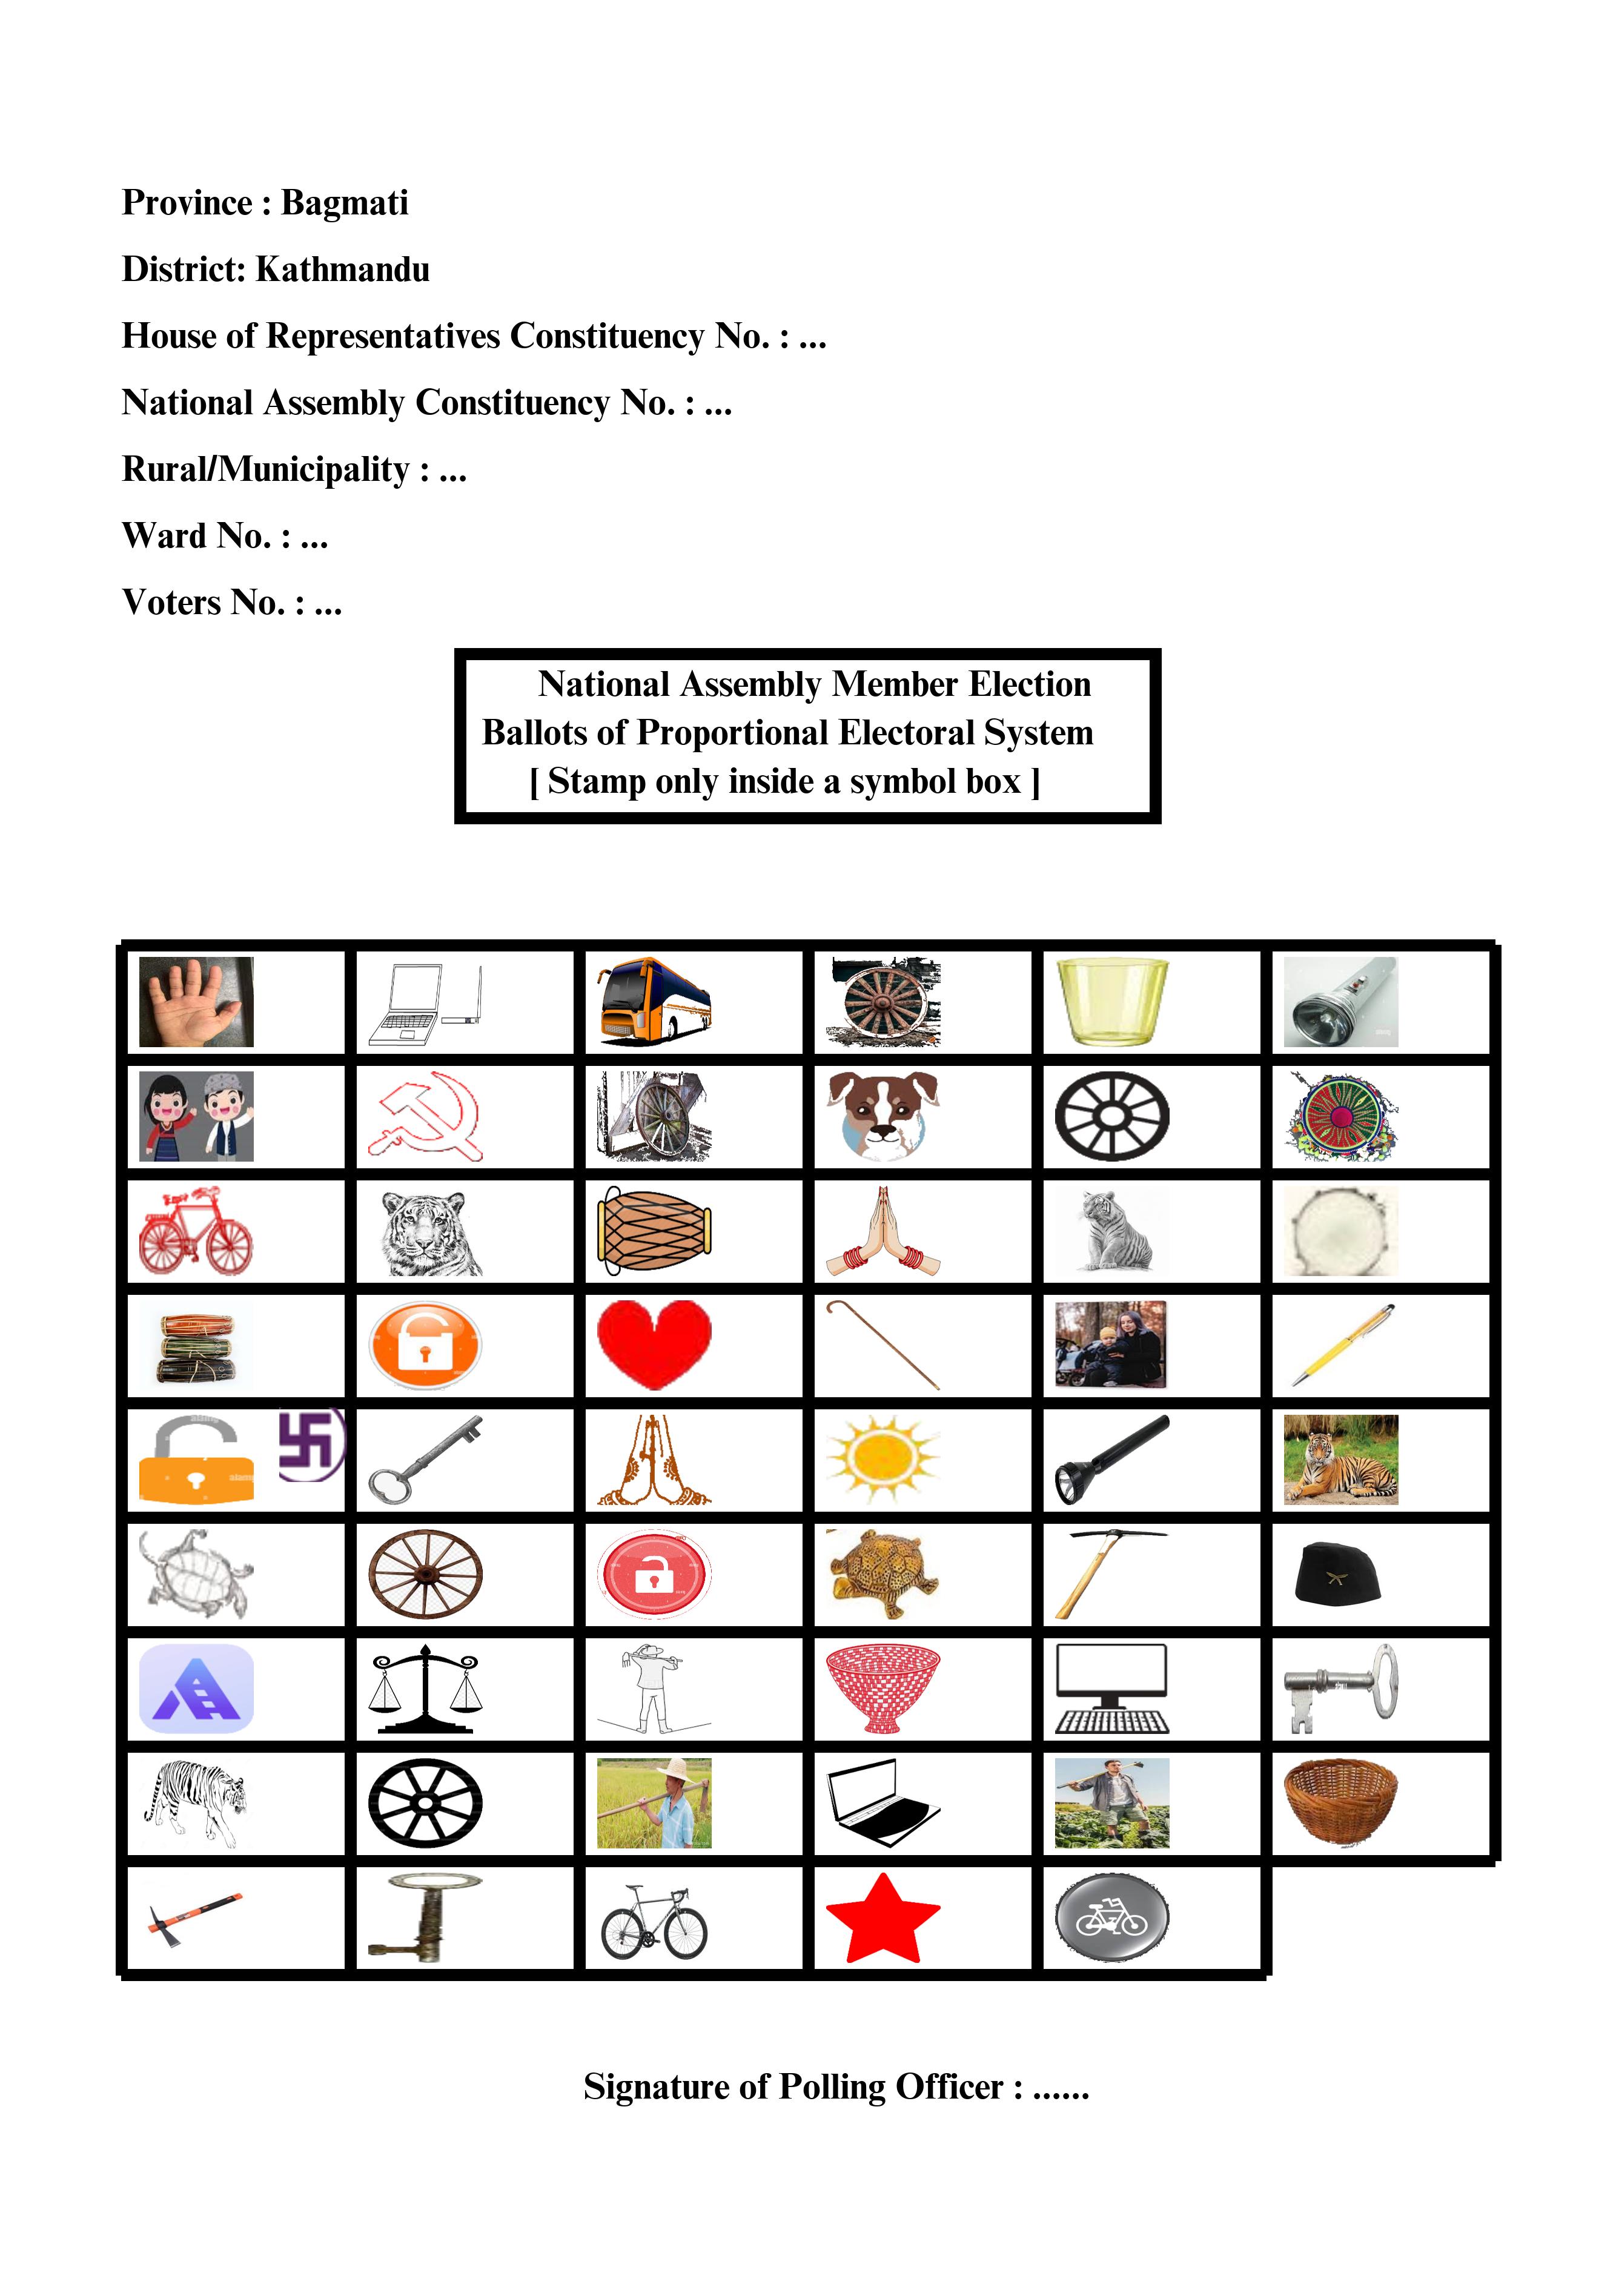 Province : Bagmati
District: Kathmandu
House of Representatives Constituency No. : ...
National Assembly Constituency No. : ...
Rural/Municipality : ...
Ward No. : ...
Voters No. : ...
National Assembly Member Election
Ballots of Proportional Electoral System
[ Stamp only inside a symbol box ]
Signature of Polling Officer : ......